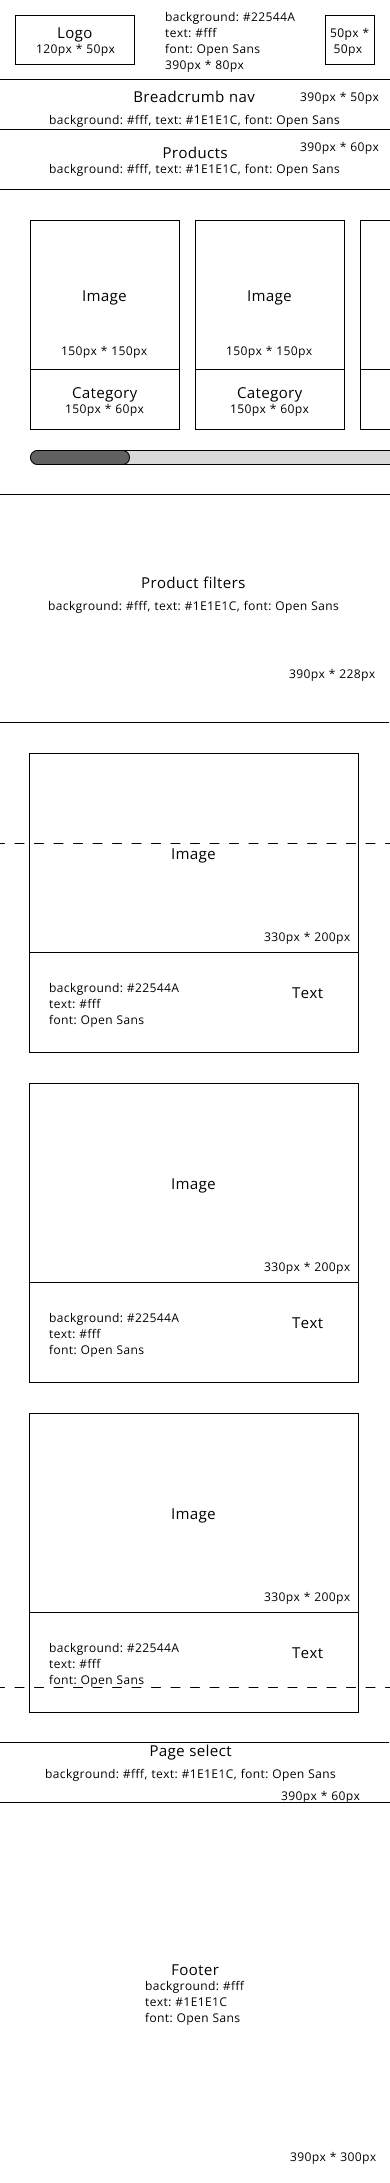 Logo
120px * 50px
background: #22544A
text: #fff
font: Open Sans
390px * 80px
50px *
50px
Breadcrumb nav
390px * 50px
background: #fff, text: #1E1E1C, font: Open Sans
Products
390px * 60px
background: #fff, text: #1E1E1C, font: Open Sans
Image
150px * 150px
Category
150px * 60px
Image
150px * 150px
Category
150px * 60px
Product filters
background: #fff, text: #1E1E1C, font: Open Sans
390px * 228px
Image
330px * 200px
background: #22544A
text: #fff
font: Open Sans
Text
Image
330px * 200px
background: #22544A
text: #fff
font: Open Sans
Text
Image
330px * 200px
background: #22544A
text: #fff
font: Open Sans
Text
Page select
background: #fff, text: #1E1E1C, font: Open Sans
390px * 60px
Footer
background: #fff
text: #1E1E1C
font: Open Sans
390px * 300px